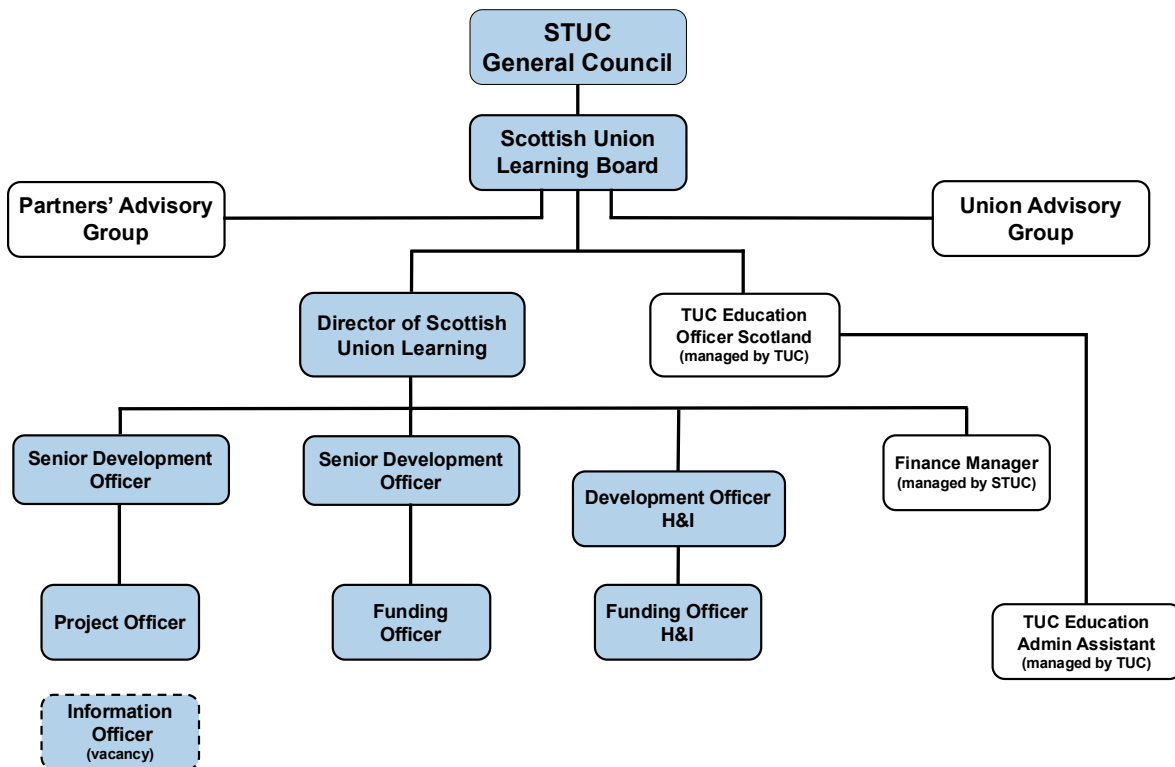 STUC
General Council
Scottish Union
Learning Board
Partners’ Advisory
Group
Union Advisory
Group
Director of Scottish
Union Learning
TUC Education
Officer Scotland
(managed by TUC)
Senior Development
Officer
Senior Development
Officer
Development Officer
H&I
Finance Manager
(managed by STUC)
Project Officer
Funding
Officer
Funding Officer
H&I
TUC Education
Admin Assistant
(managed by TUC)
Information
Officer
(vacancy)